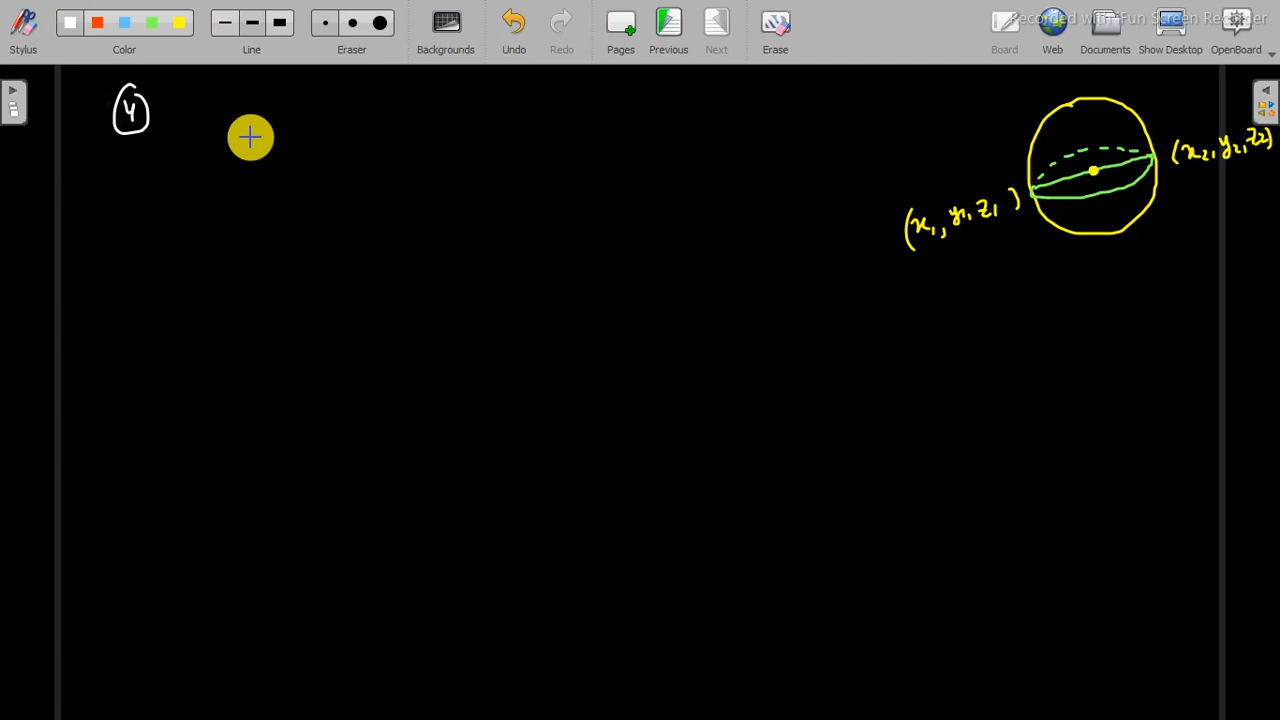 Recorded with Fun Screen Recorder
Stylus Color Line Eraser Backgrounds Undo Redo Pages Previous Next Erase Board Web Documents Show Desktop OpenBoard
4
(x₂, y₂, z₂)
(x₁, y₁, z₁)